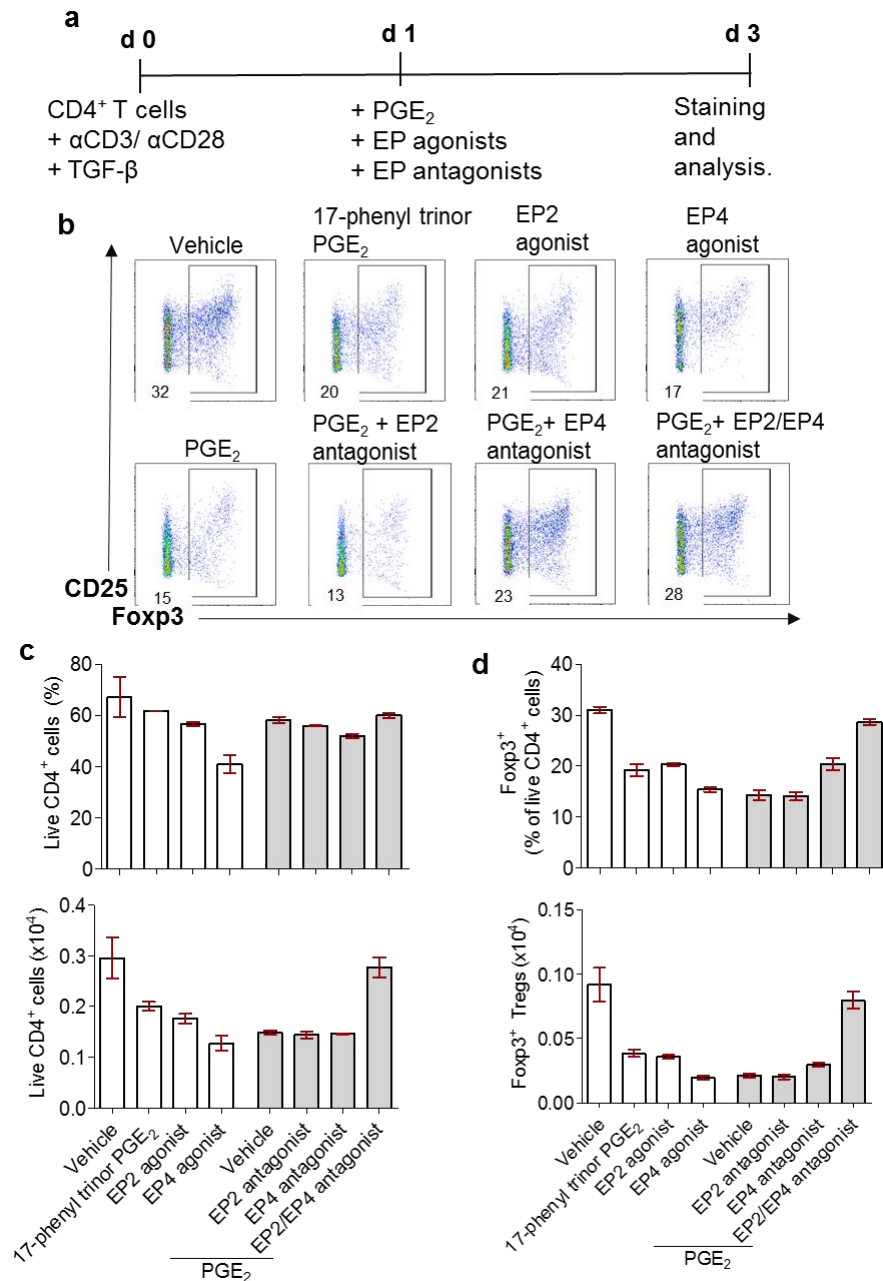 a
d 0
d 1
d 3
CD4⁺ T cells
+ αCD3/ αCD28
+ TGF-β
+ PGE₂
+ EP agonists
+ EP antagonists
Staining
and
analysis.
b
Vehicle
17-phenyl trinor
PGE₂
EP2
agonist
EP4
agonist
32
20
21
17
PGE₂
PGE₂ + EP2
antagonist
PGE₂+ EP4
antagonist
PGE₂+ EP2/EP4
antagonist
15
13
23
28
CD25
Foxp3
c
Live CD4⁺ cells (%)
80
60
40
20
0
Live CD4⁺ cells (x10⁴)
0.4
0.3
0.2
0.1
0.0
Vehicle
17-phenyl trinor PGE₂
EP2 agonist
EP4 agonist
Vehicle
EP2 antagonist
EP4 antagonist
EP2/EP4 antagonist
PGE₂
d
Foxp3⁺
(% of live CD4⁺ cells)
40
30
20
10
0
Foxp3⁺ Tregs (x10⁴)
0.15
0.10
0.05
0.00
Vehicle
17-phenyl trinor PGE₂
EP2 agonist
EP4 agonist
Vehicle
EP2 antagonist
EP4 antagonist
EP2/EP4 antagonist
PGE₂